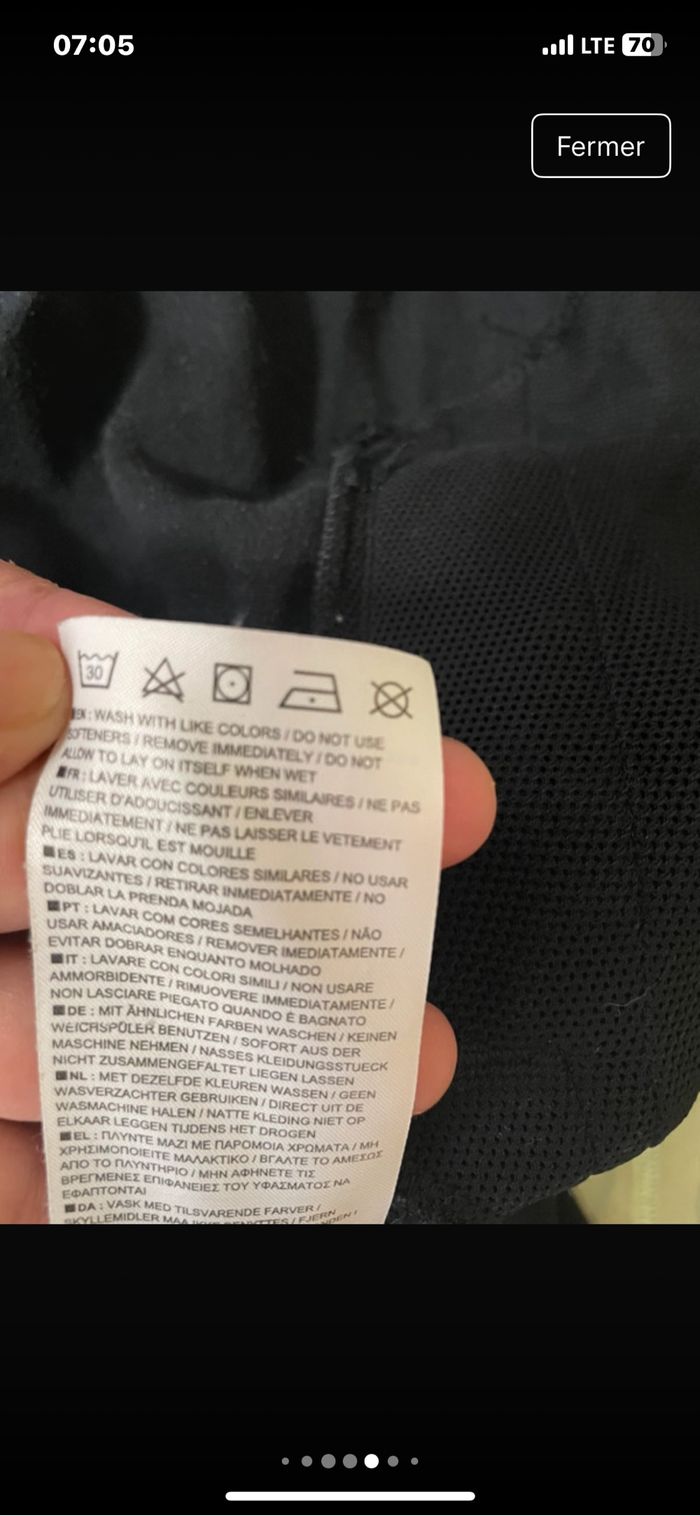 07:05
LTE 70
Fermer
30
EN : WASH WITH LIKE COLORS / DO NOT USE
SOFTENERS / REMOVE IMMEDIATELY / DO NOT
ALLOW TO LAY ON ITSELF WHEN WET
FR : LAVER AVEC COULEURS SIMILAIRES / NE PAS
UTILISER D'ADOUCISSANT / ENLEVER
IMMEDIATEMENT / NE PAS LAISSER LE VETEMENT
PLIE LORSQU'IL EST MOUILLE
ES : LAVAR CON COLORES SIMILARES / NO USAR
SUAVIZANTES / RETIRAR INMEDIATAMENTE / NO
DOBLAR LA PRENDA MOJADA
PT : LAVAR COM CORES SEMELHANTES / NÃO
USAR AMACIADORES / REMOVER IMEDIATAMENTE /
EVITAR DOBRAR ENQUANTO MOLHADO
IT : LAVARE CON COLORI SIMILI / NON USARE
AMMORBIDENTE / RIMUOVERE IMMEDIATAMENTE /
NON LASCIARE PIEGATO QUANDO È BAGNATO
DE : MIT ÄHNLICHEN FARBEN WASCHEN / KEINEN
WEICHSPÜLER BENUTZEN / SOFORT AUS DER
MASCHINE NEHMEN / NASSES KLEIDUNGSSTUECK
NICHT ZUSAMMENGEFALTET LIEGEN LASSEN
NL : MET DEZELFDE KLEUREN WASSEN / GEEN
WASVERZACHTER GEBRUIKEN / DIRECT UIT DE
WASMACHINE HALEN / NATTE KLEDING NIET OP
ELKAAR LEGGEN TIJDENS HET DROGEN
EL : ΠΛΥΝΤΕ ΜΑΖΙ ΜΕ ΠΑΡΟΜΟΙΑ ΧΡΩΜΑΤΑ / ΜΗ
ΧΡΗΣΙΜΟΠΟΙΕΙΤΕ ΜΑΛΑΚΤΙΚΟ / ΒΓΑΛΤΕ ΤΟ ΑΜΕΣΩΣ
ΑΠΟ ΤΟ ΠΛΥΝΤΗΡΙΟ / ΜΗΝ ΑΦΗΝΕΤΕ ΤΙΣ
ΒΡΕΓΜΕΝΕΣ ΕΠΙΦΑΝΕΙΕΣ ΤΟΥ ΥΦΑΣΜΑΤΟΣ ΝΑ
ΕΦΑΠΤΟΝΤΑΙ
DA : VASK MED TILSVARENDE FARVER /
SKYLLEMIDLER MAA IKKE BENYTTES / FJERN